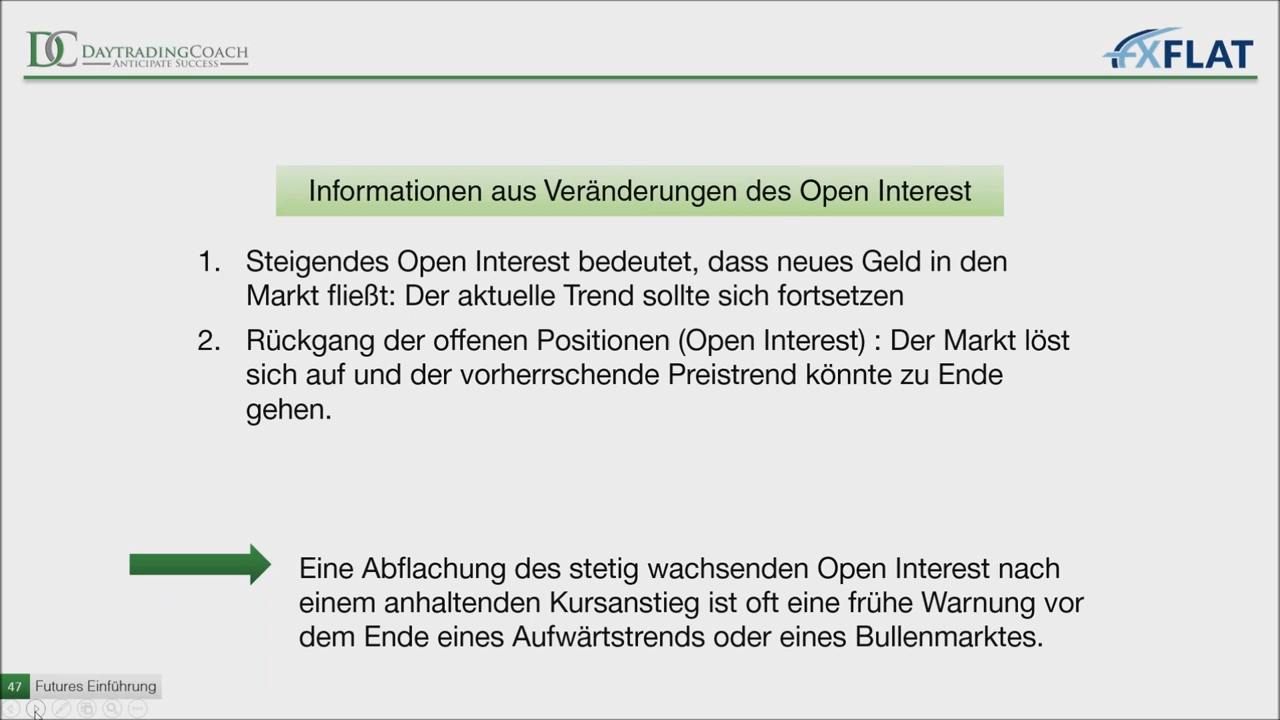 DC DAYTRADINGCOACH
ANTICIPATE SUCCESS
FXFLAT
Informationen aus Veränderungen des Open Interest
1. Steigendes Open Interest bedeutet, dass neues Geld in den
Markt fließt: Der aktuelle Trend sollte sich fortsetzen
2. Rückgang der offenen Positionen (Open Interest) : Der Markt löst
sich auf und der vorherrschende Preistrend könnte zu Ende
gehen.
Eine Abflachung des stetig wachsenden Open Interest nach
einem anhaltenden Kursanstieg ist oft eine frühe Warnung vor
dem Ende eines Aufwärtstrends oder eines Bullenmarktes.
47 Futures Einführung